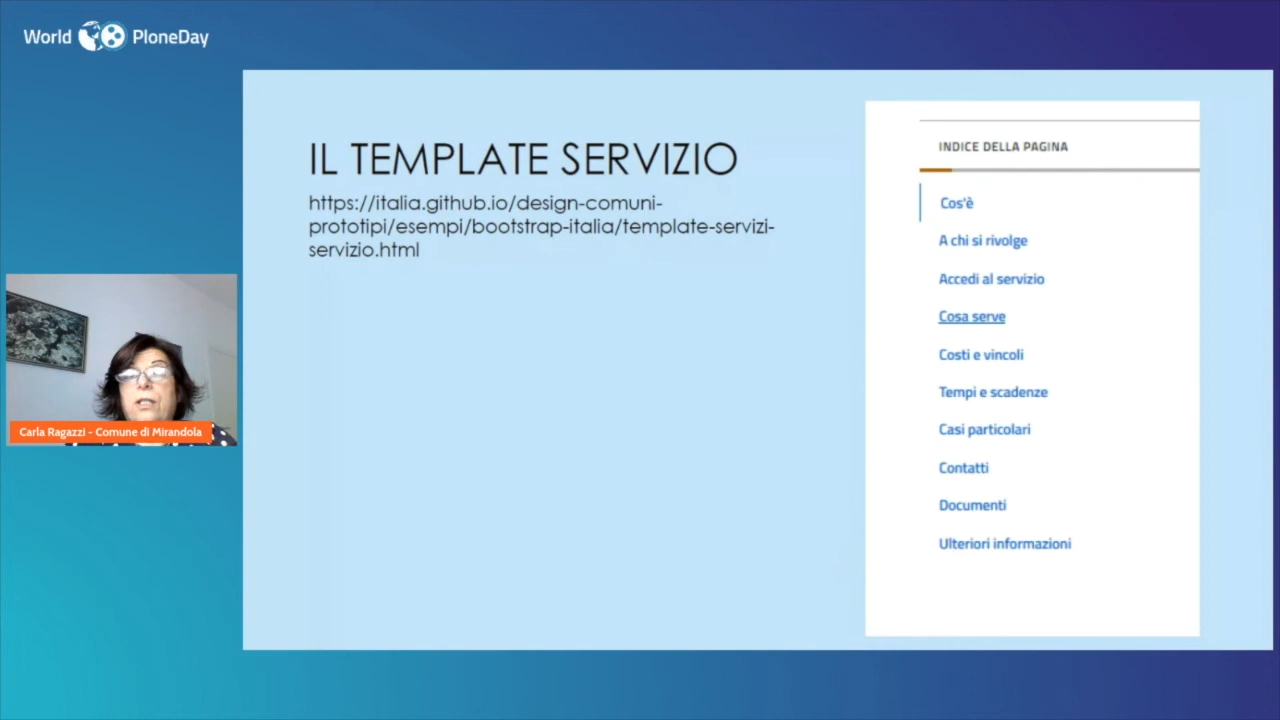 World PloneDay
IL TEMPLATE SERVIZIO
https://italia.github.io/design-comuni-
prototipi/esempi/bootstrap-italia/template-servizi-
servizio.html
INDICE DELLA PAGINA
Cos'è
A chi si rivolge
Accedi al servizio
Cosa serve
Costi e vincoli
Tempi e scadenze
Casi particolari
Contatti
Documenti
Ulteriori informazioni
Carla Ragazzi - Comune di Mirandola